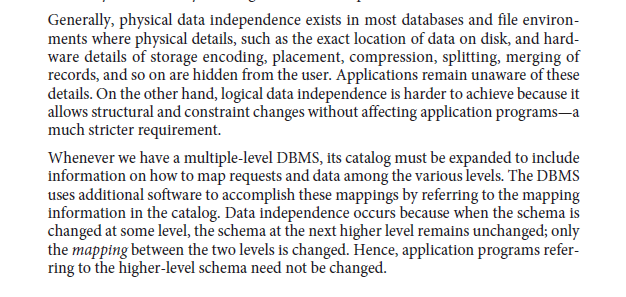 Generally, physical data independence exists in most databases and file environ-
ments where physical details, such as the exact location of data on disk, and hard-
ware details of storage encoding, placement, compression, splitting, merging of
records, and so on are hidden from the user. Applications remain unaware of these
details. On the other hand, logical data independence is harder to achieve because it
allows structural and constraint changes without affecting application programs—a
much stricter requirement.
Whenever we have a multiple-level DBMS, its catalog must be expanded to include
information on how to map requests and data among the various levels. The DBMS
uses additional software to accomplish these mappings by referring to the mapping
information in the catalog. Data independence occurs because when the schema is
changed at some level, the schema at the next higher level remains unchanged; only
the mapping between the two levels is changed. Hence, application programs refer-
ring to the higher-level schema need not be changed.